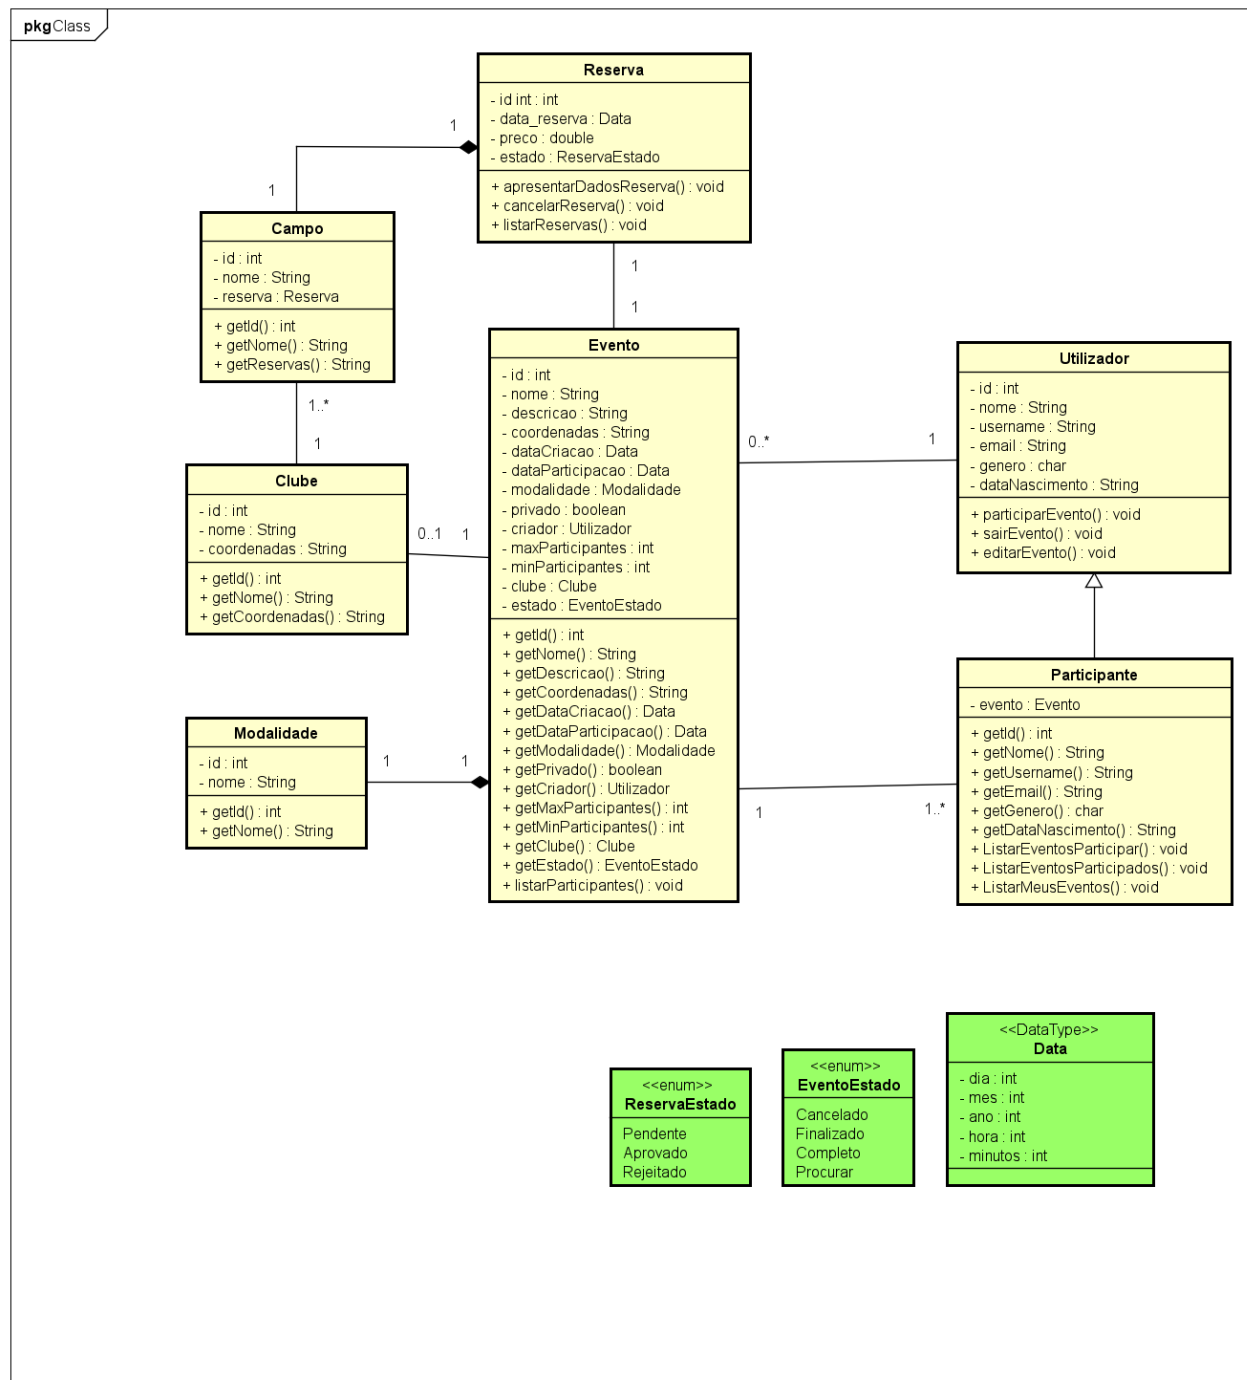 pkgClass
Reserva
- id int : int
- data_reserva : Data
- preco : double
- estado : ReservaEstado
+ apresentarDadosReserva() : void
+ cancelarReserva() : void
+ listarReservas() : void
1
1
Campo
- id : int
- nome : String
- reserva : Reserva
+ getId() : int
+ getNome() : String
+ getReservas() : String
1
1
1..*
1
Clube
- id : int
- nome : String
- coordenadas : String
+ getId() : int
+ getNome() : String
+ getCoordenadas() : String
0..1
1
Evento
- id : int
- nome : String
- descricao : String
- coordenadas : String
- dataCriacao : Data
- dataParticipacao : Data
- modalidade : Modalidade
- privado : boolean
- criador : Utilizador
- maxParticipantes : int
- minParticipantes : int
- clube : Clube
- estado : EventoEstado
+ getId() : int
+ getNome() : String
+ getDescricao() : String
+ getCoordenadas() : String
+ getDataCriacao() : Data
+ getDataParticipacao() : Data
+ getModalidade() : Modalidade
+ getPrivado() : boolean
+ getCriador() : Utilizador
+ getMaxParticipantes() : int
+ getMinParticipantes() : int
+ getClube() : Clube
+ getEstado() : EventoEstado
+ listarParticipantes() : void
0..*
1
Utilizador
- id : int
- nome : String
- username : String
- email : String
- genero : char
- dataNascimento : String
+ participarEvento() : void
+ sairEvento() : void
+ editarEvento() : void
Modalidade
- id : int
- nome : String
+ getId() : int
+ getNome() : String
1
1
1
1..*
Participante
- evento : Evento
+ getId() : int
+ getNome() : String
+ getUsername() : String
+ getEmail() : String
+ getGenero() : char
+ getDataNascimento() : String
+ ListarEventosParticipar() : void
+ ListarEventosParticipados() : void
+ ListarMeusEventos() : void
<<enum>>
ReservaEstado
Pendente
Aprovado
Rejeitado
<<enum>>
EventoEstado
Cancelado
Finalizado
Completo
Procurar
<<DataType>>
Data
- dia : int
- mes : int
- ano : int
- hora : int
- minutos : int